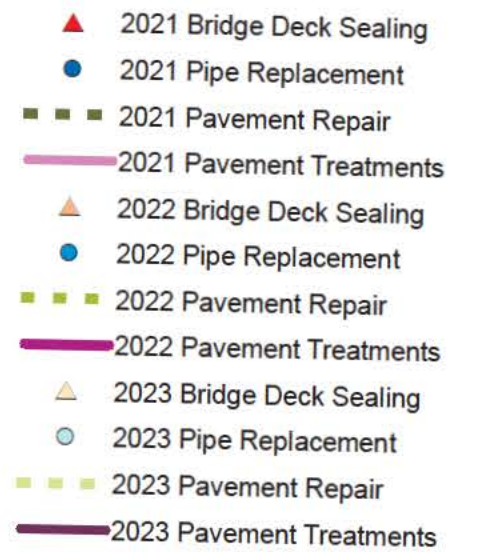 2021 Bridge Deck Sealing
2021 Pipe Replacement
2021 Pavement Repair
2021 Pavement Treatments
2022 Bridge Deck Sealing
2022 Pipe Replacement
2022 Pavement Repair
2022 Pavement Treatments
2023 Bridge Deck Sealing
2023 Pipe Replacement
2023 Pavement Repair
2023 Pavement Treatments